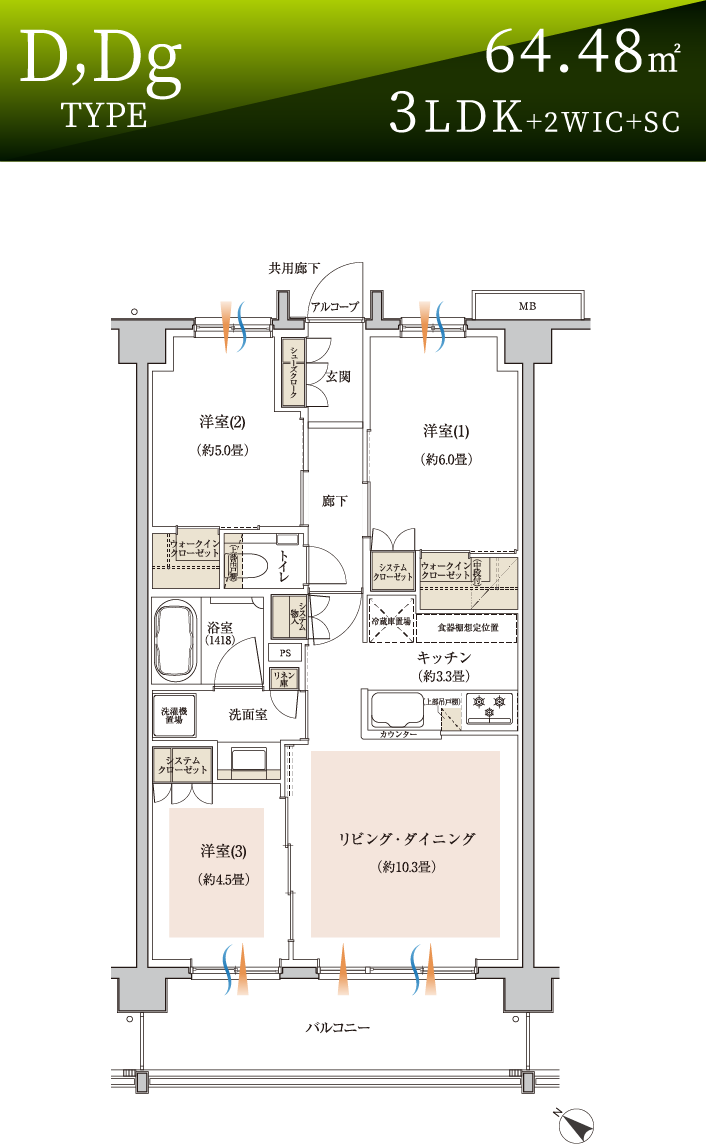 D,Dg
TYPE
64.48㎡
3LDK+2WIC+SC
共用廊下
アルコーブ
MB
シューズクローク
玄関
洋室(2)
(約5.0畳)
洋室(1)
(約6.0畳)
廊下
ウォークイン
クローゼット
(上部吊戸棚)
トイレ
システム
クローゼット
ウォークイン
クローゼット
(中段付)
浴室
(1418)
システム
物入
冷蔵庫置場
食器棚想定位置
PS
リネン
庫
キッチン
(約3.3畳)
洗濯機
置場
洗面室
(上部吊戸棚)
カウンター
システム
クローゼット
洋室(3)
(約4.5畳)
リビング・ダイニング
(約10.3畳)
バルコニー
N